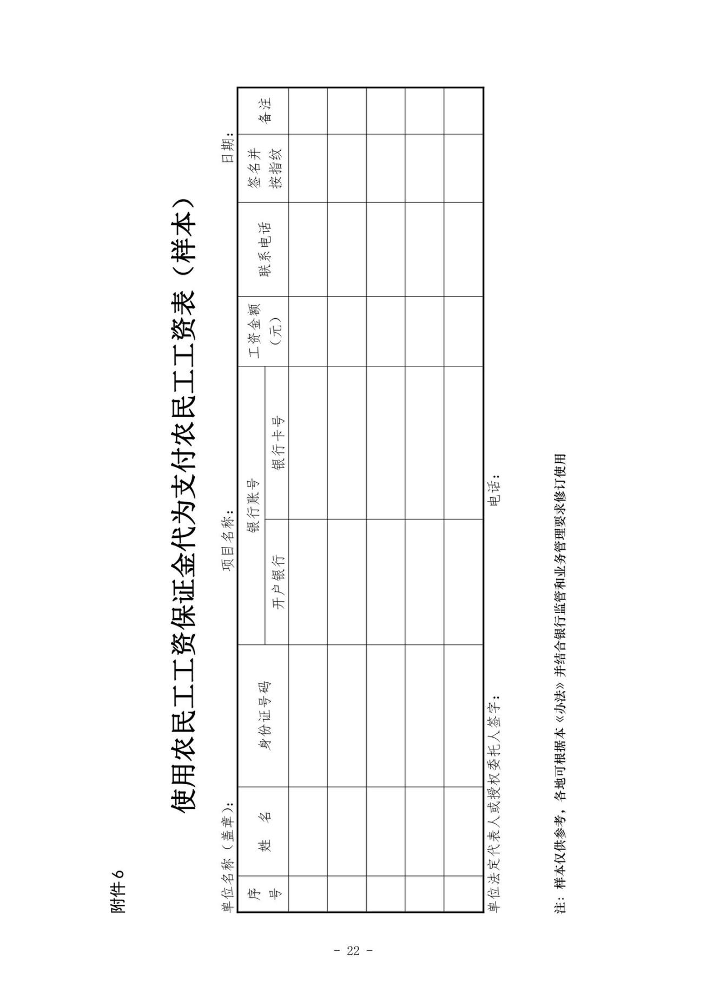 附件6
使用农民工工资保证金代为支付农民工工资表（样本）
单位名称（盖章）： 项目名称： 日期：
序号 姓 名 身份证号码 银行账号 工资金额（元） 联系电话 签名并按指纹 备注
开户银行 银行卡号
单位法定代表人或授权委托人签字： 电话：
注：样本仅供参考，各地可根据本《办法》并结合银行监管和业务管理要求修订使用
- 22 -